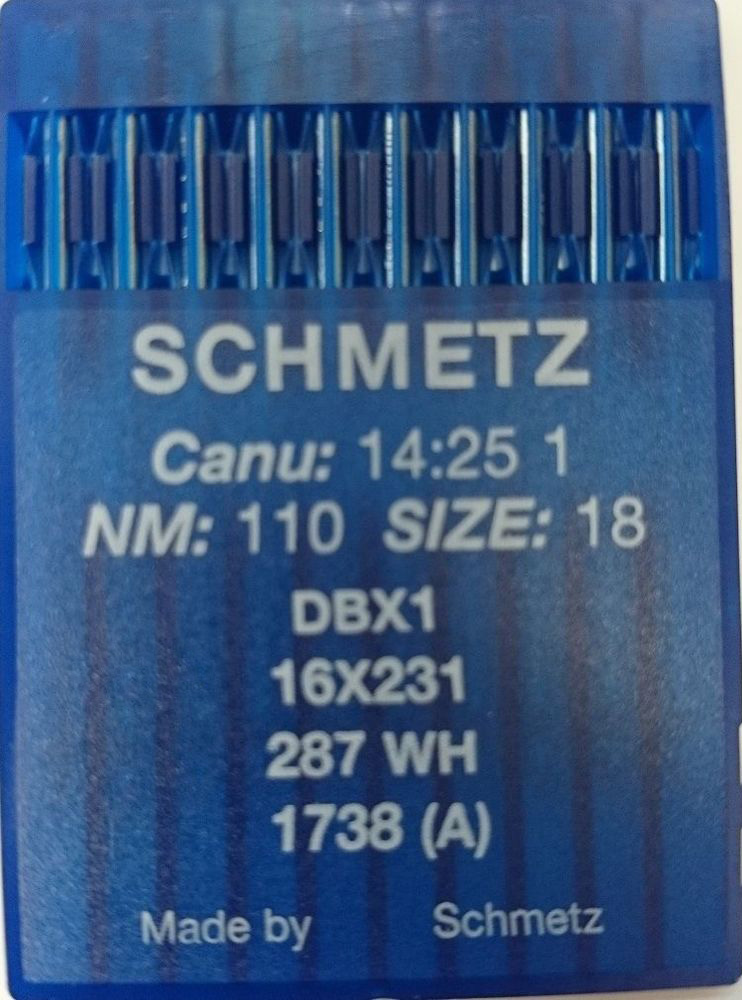 SCHMETZ
Canu: 14:25 1
NM: 110 SIZE: 18
DBX1
16X231
287 WH
1738 (A)
Made by Schmetz